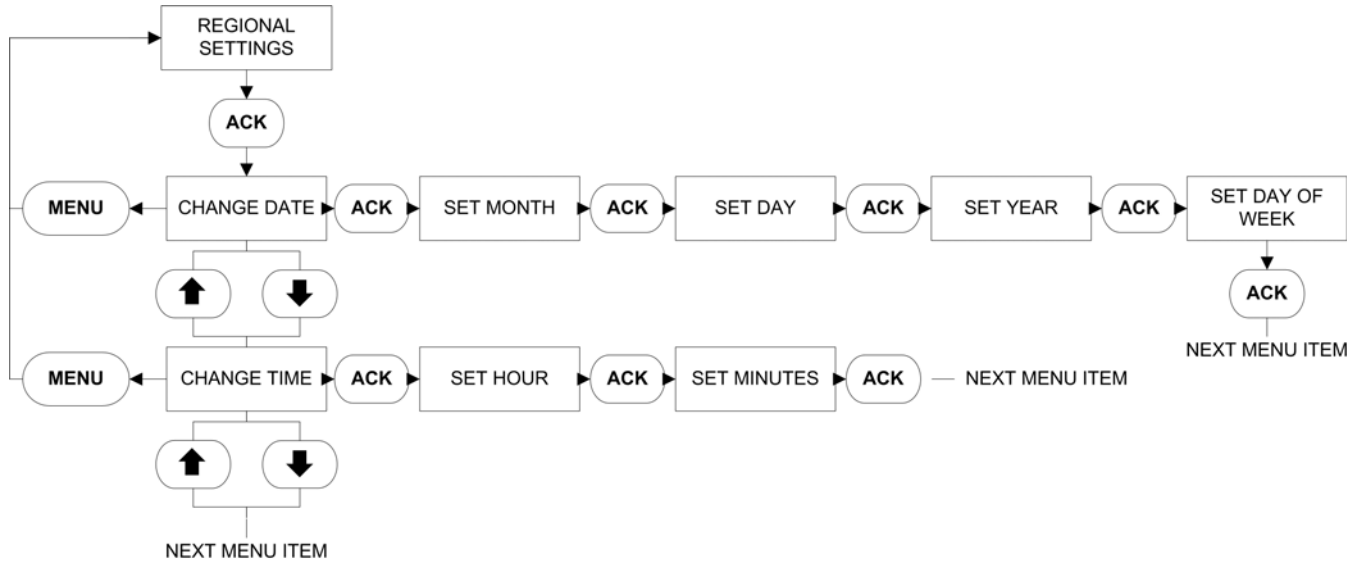 REGIONAL
SETTINGS
ACK
MENU
CHANGE DATE
ACK
SET MONTH
ACK
SET DAY
ACK
SET YEAR
ACK
SET DAY OF
WEEK
ACK
NEXT MENU ITEM
MENU
CHANGE TIME
ACK
SET HOUR
ACK
SET MINUTES
ACK
NEXT MENU ITEM
NEXT MENU ITEM